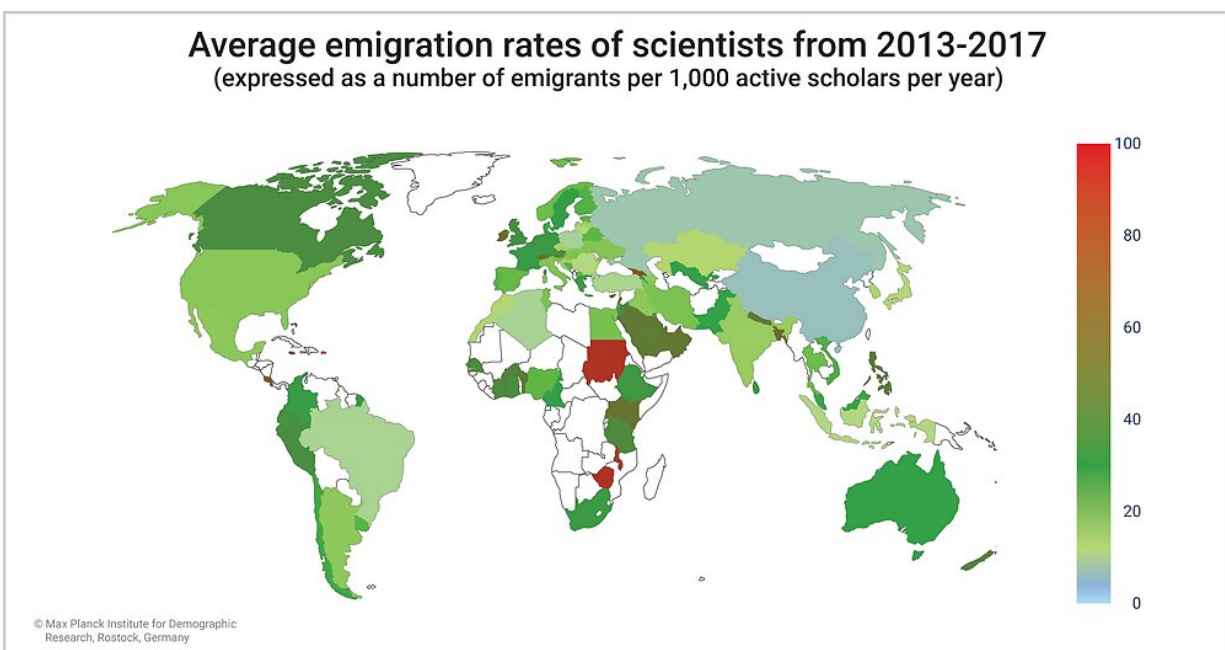 Average emigration rates of scientists from 2013-2017
(expressed as a number of emigrants per 1,000 active scholars per year)
100
80
60
40
20
0
© Max Planck Institute for Demographic
Research, Rostock, Germany